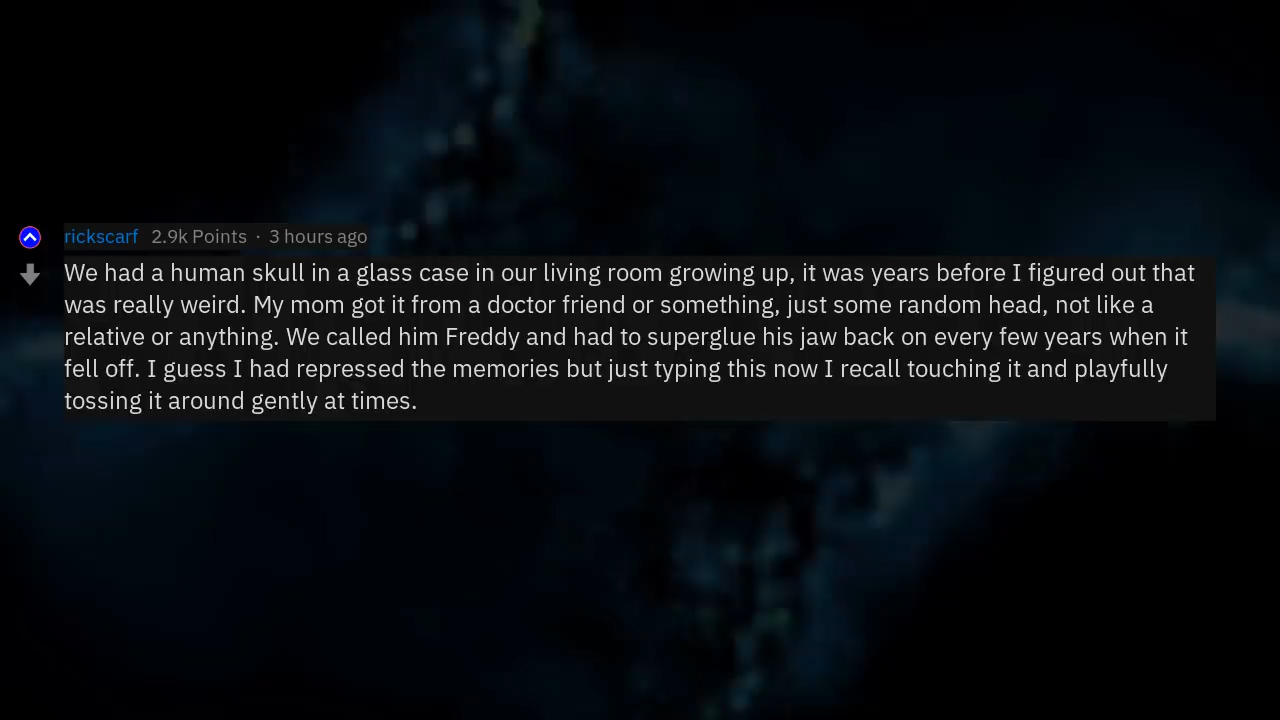 rickscarf 2.9k Points · 3 hours ago
We had a human skull in a glass case in our living room growing up, it was years before I figured out that
was really weird. My mom got it from a doctor friend or something, just some random head, not like a
relative or anything. We called him Freddy and had to superglue his jaw back on every few years when it
fell off. I guess I had repressed the memories but just typing this now I recall touching it and playfully
tossing it around gently at times.